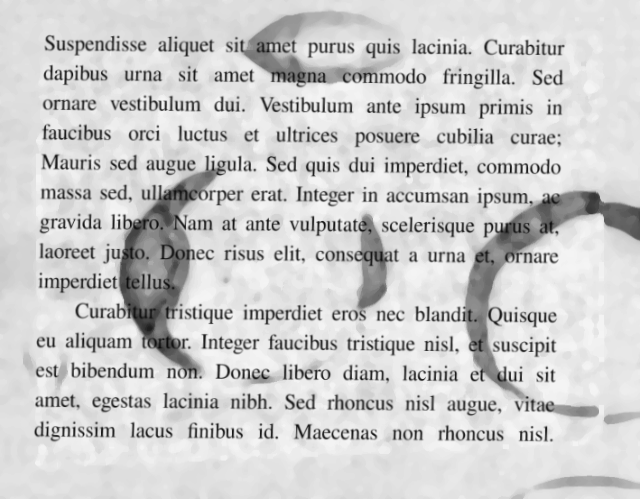 Suspendisse aliquet sit amet purus quis lacinia. Curabitur
dapibus urna sit amet magna commodo fringilla. Sed
ornare vestibulum dui. Vestibulum ante ipsum primis in
faucibus orci luctus et ultrices posuere cubilia curae;
Mauris sed augue ligula. Sed quis dui imperdiet, commodo
massa sed, ullamcorper erat. Integer in accumsan ipsum, ac
gravida libero. Nam at ante vulputate, scelerisque purus at,
laoreet justo. Donec risus elit, consequat a urna et, ornare
imperdiet tellus.
Curabitur tristique imperdiet eros nec blandit. Quisque
eu aliquam tortor. Integer faucibus tristique nisl, et suscipit
est bibendum non. Donec libero diam, lacinia et dui sit
amet, egestas lacinia nibh. Sed rhoncus nisl augue, vitae
dignissim lacus finibus id. Maecenas non rhoncus nisl.